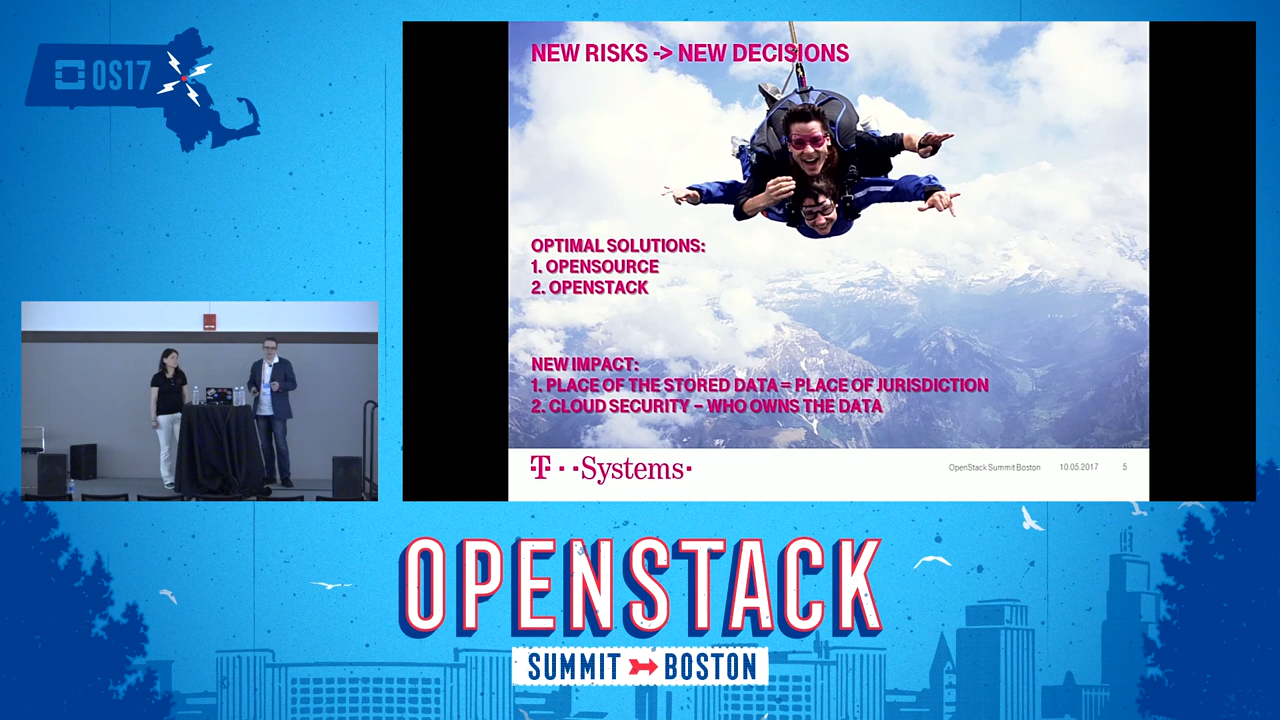 OS17
NEW RISKS -> NEW DECISIONS
OPTIMAL SOLUTIONS:
1. OPENSOURCE
2. OPENSTACK
NEW IMPACT:
1. PLACE OF THE STORED DATA = PLACE OF JURISDICTION
2. CLOUD SECURITY – WHO OWNS THE DATA
T · · Systems ·
OpenStack Summit Boston 10.05.2017 5
OPENSTACK
SUMMIT BOSTON